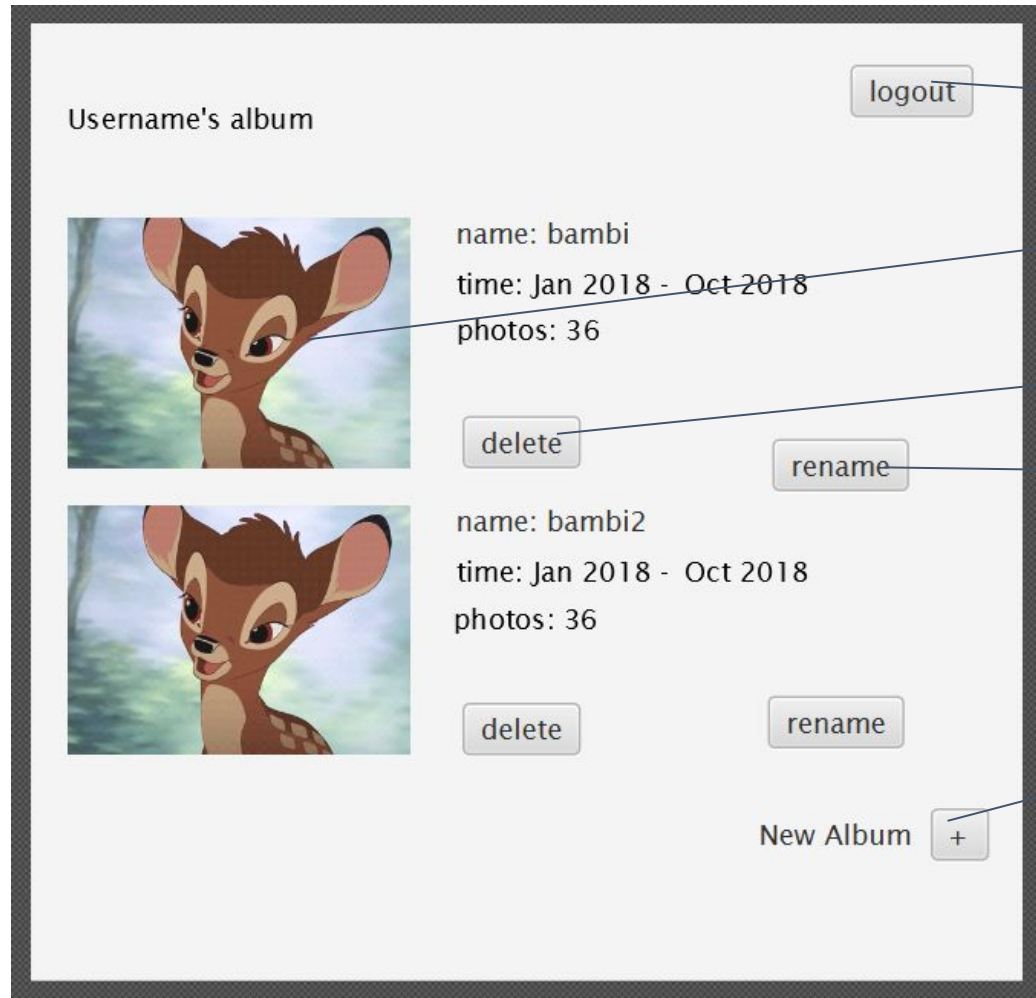 logout
Username's album
name: bambi
time: Jan 2018 - Oct 2018
photos: 36
delete
rename
name: bambi2
time: Jan 2018 - Oct 2018
photos: 36
delete
rename
New Album +